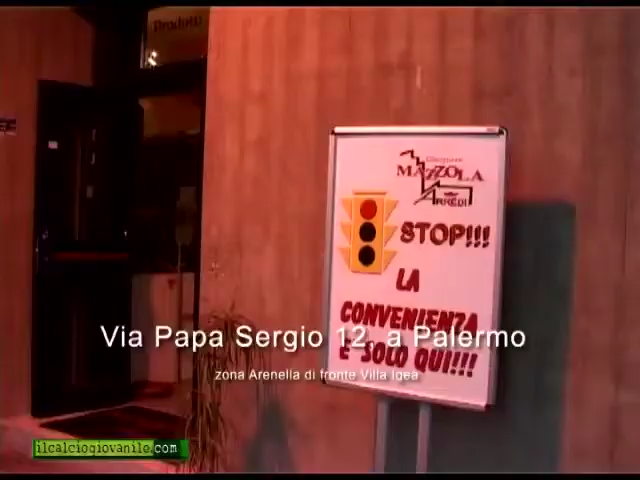 Produtto
MAZZOLA
ARREDI
STOP!!!
LA
CONVENIENZA
E' SOLO QUI!!!
Via Papa Sergio 12, a Palermo
zona Arenella di fronte Villa Igea
ilcalciogiovanile.com